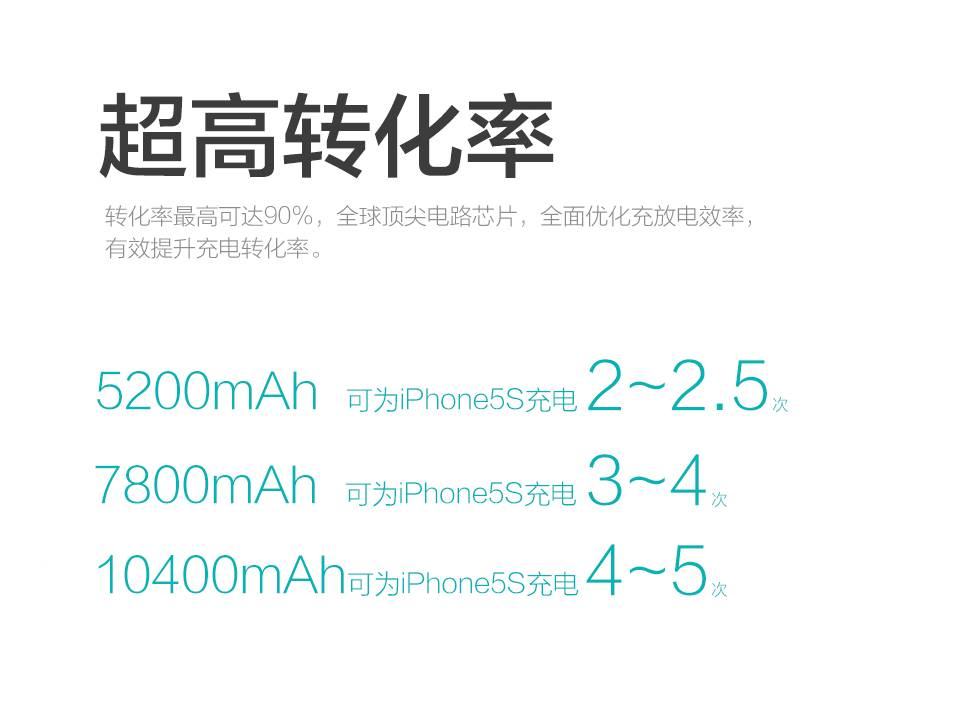 超高转化率
转化率最高可达90%，全球顶尖电路芯片，全面优化充放电效率，
有效提升充电转化率。
5200mAh 可为iPhone5S充电 2~2.5次
7800mAh 可为iPhone5S充电 3~4次
10400mAh可为iPhone5S充电 4~5次